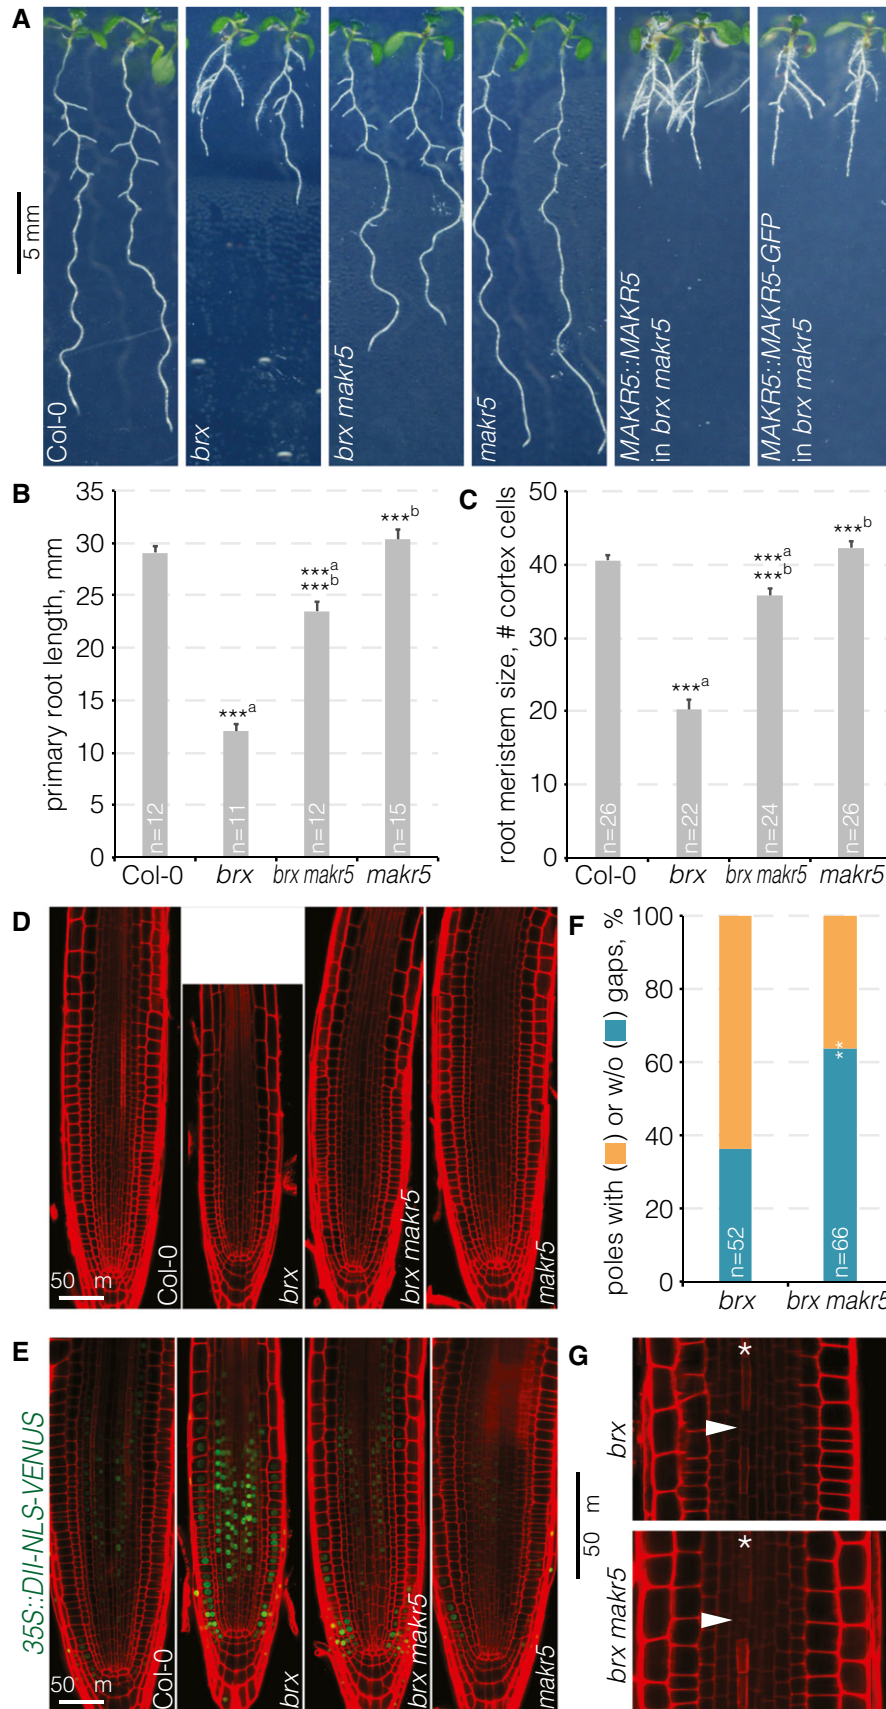 A
5 mm
Col-0
brx
brx makr5
makr5
MAKR5::MAKR5
in brx makr5
MAKR5::MAKR5-GFP
in brx makr5
B
primary root length, mm
35
30
25
20
15
10
5
0
***a
***a
***b
***b
n=12
n=11
n=12
n=15
Col-0
brx
brx makr5
makr5
C
root meristem size, # cortex cells
50
40
30
20
10
0
***a
***a
***b
***b
n=26
n=22
n=24
n=26
Col-0
brx
brx makr5
makr5
D
50 m
Col-0
brx
brx makr5
makr5
F
poles with ( ) or w/o ( ) gaps, %
100
80
60
40
20
0
**
n=52
n=66
brx
brx makr5
E
35S::DII-NLS-VENUS
50 m
Col-0
brx
brx makr5
makr5
G
brx
*
50 m
brx makr5
*